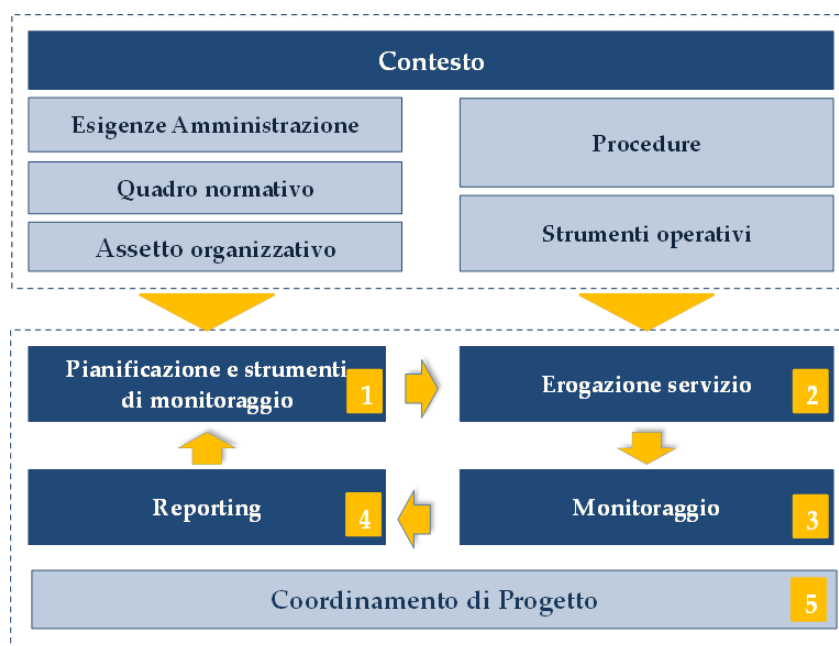 Contesto
Esigenze Amministrazione
Quadro normativo
Assetto organizzativo
Procedure
Strumenti operativi
Pianificazione e strumenti
di monitoraggio
1
Erogazione servizio
2
Monitoraggio
3
Reporting
4
Coordinamento di Progetto
5